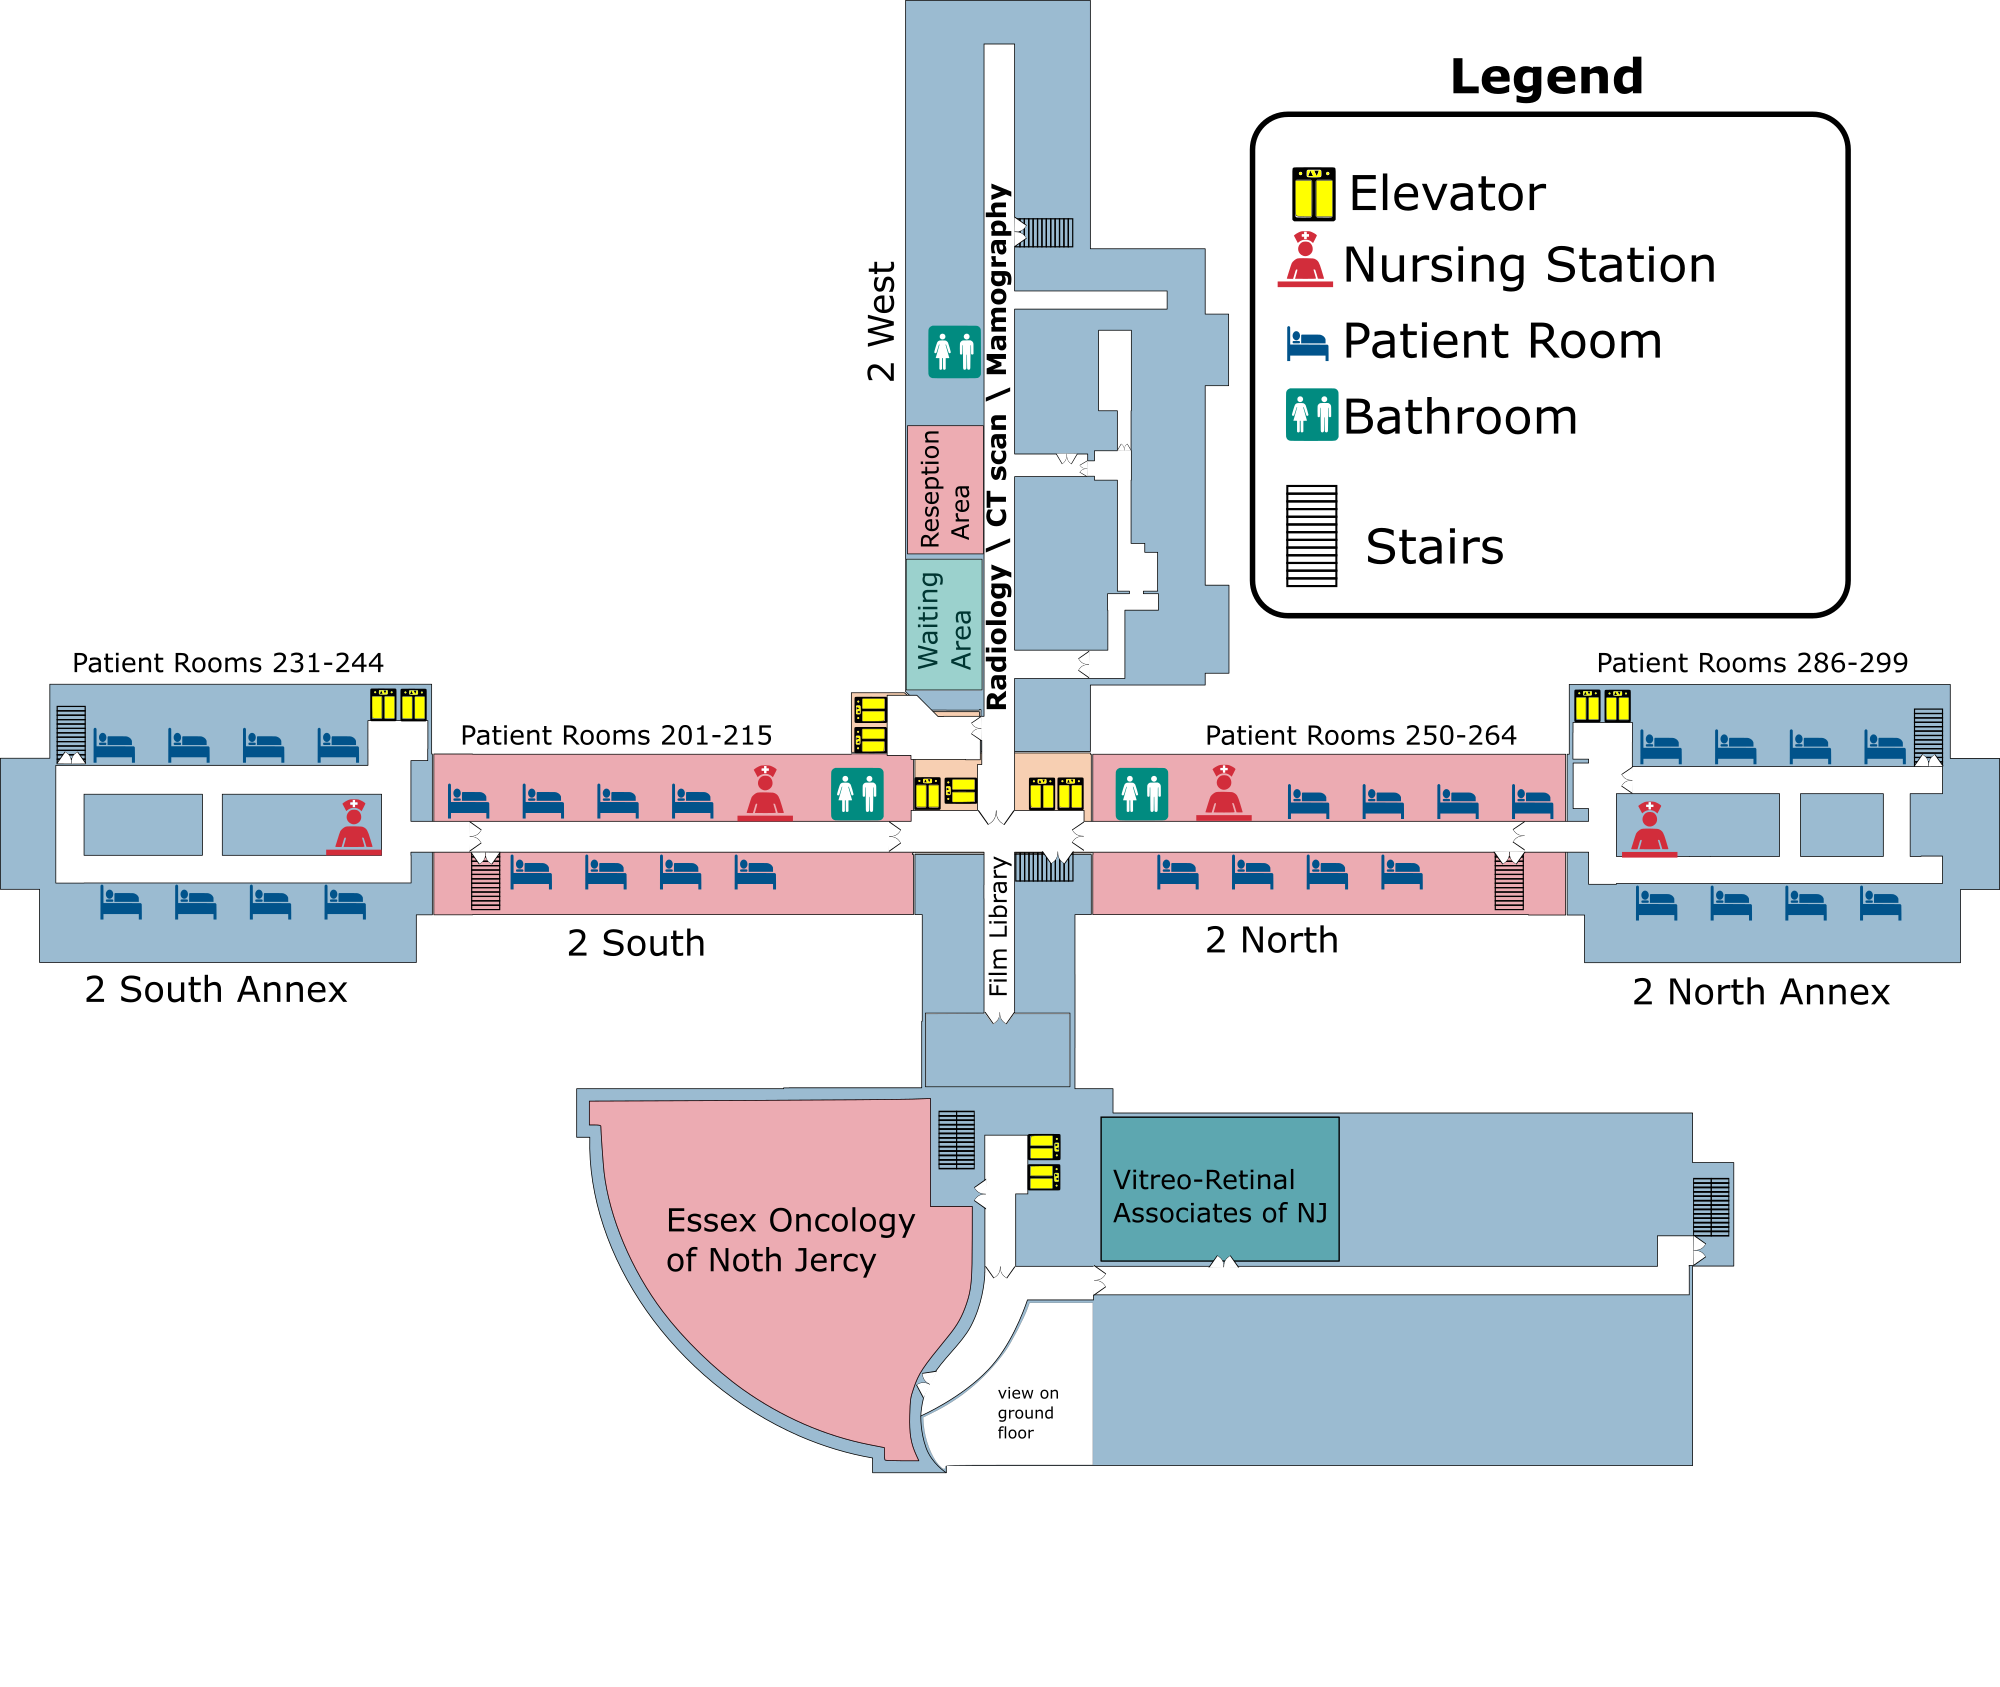 Legend
Elevator
Nursing Station
Patient Room
Bathroom
Stairs
2 West
Radiology \ CT scan \ Mamography
Reseption
Area
Waiting
Area
Patient Rooms 231-244
Patient Rooms 201-215
Patient Rooms 250-264
Patient Rooms 286-299
Film Library
2 South Annex
2 South
2 North
2 North Annex
Essex Oncology
of Noth Jercy
Vitreo-Retinal
Associates of NJ
view on
ground
floor